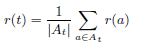 r(t) = \frac{1}{|A_t|} \sum_{a \in A_t} r(a)